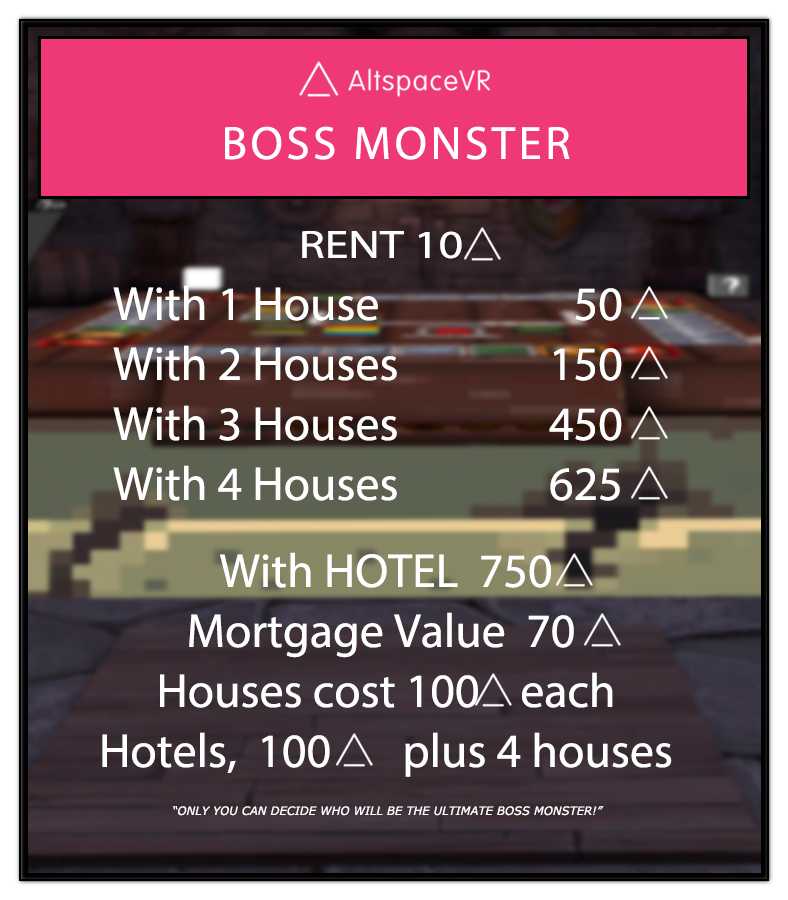 △ AltspaceVR
BOSS MONSTER
?
RENT 10△
With 1 House 50 △
With 2 Houses 150 △
With 3 Houses 450 △
With 4 Houses 625 △
With HOTEL 750△
Mortgage Value 70 △
Houses cost 100△ each
Hotels, 100△ plus 4 houses
“ONLY YOU CAN DECIDE WHO WILL BE THE ULTIMATE BOSS MONSTER!”